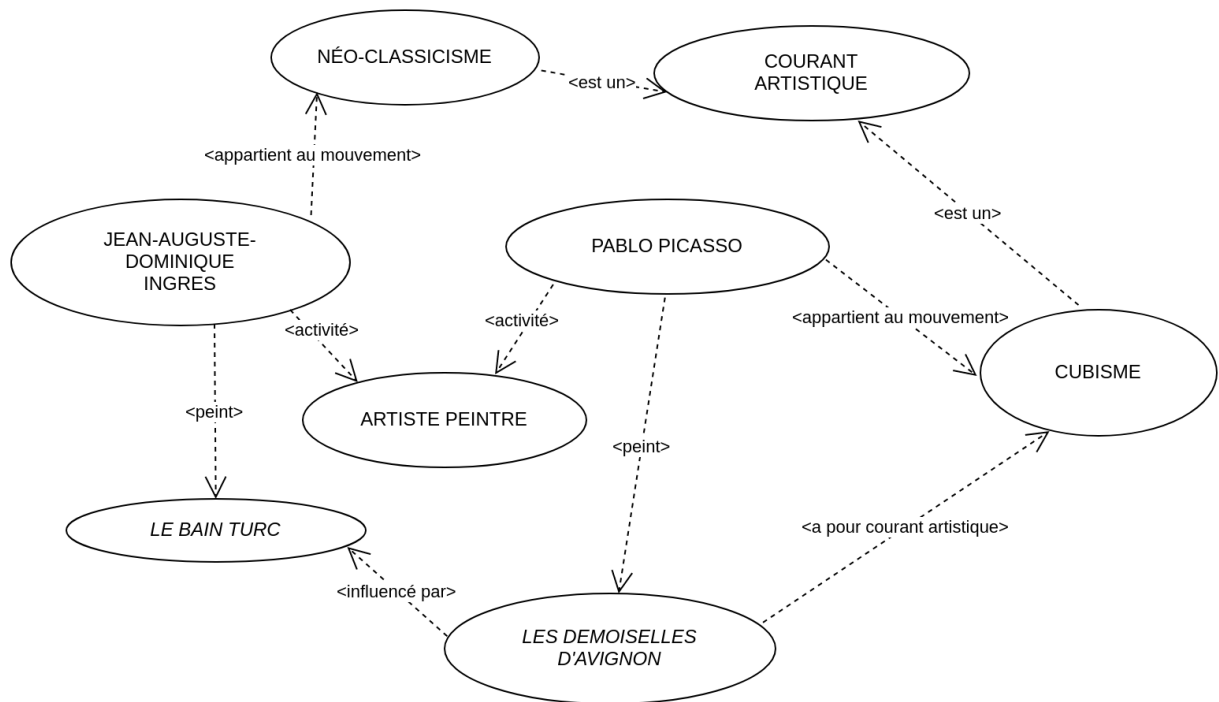 NÉO-CLASSICISME
<est un>
COURANT
ARTISTIQUE
<appartient au mouvement>
<est un>
JEAN-AUGUSTE-
DOMINIQUE
INGRES
PABLO PICASSO
<activité>
<activité>
<appartient au mouvement>
CUBISME
<peint>
ARTISTE PEINTRE
<peint>
LE BAIN TURC
<a pour courant artistique>
<influencé par>
LES DEMOISELLES
D'AVIGNON